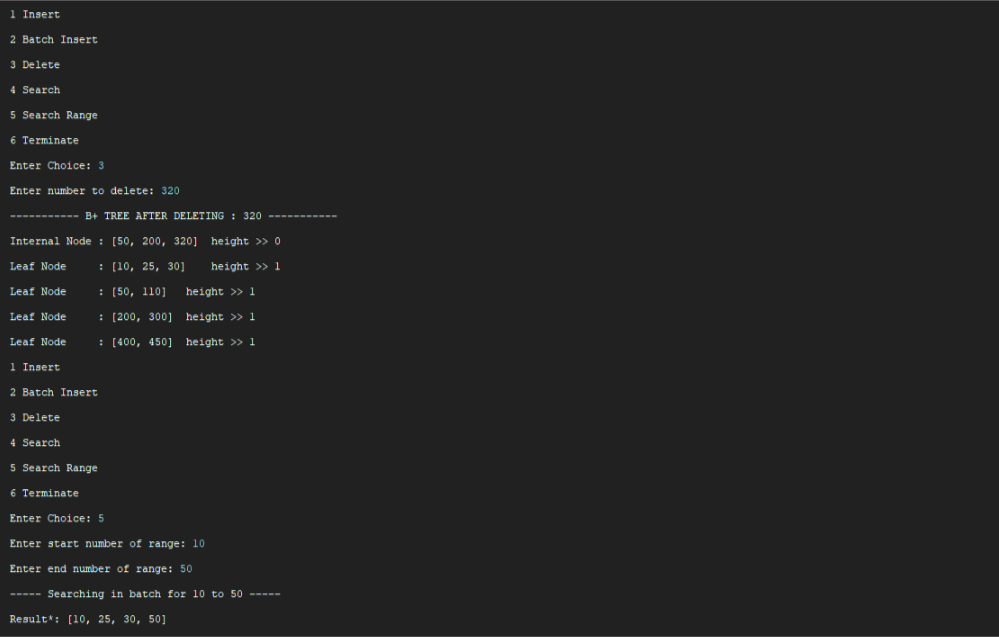 1 Insert
2 Batch Insert
3 Delete
4 Search
5 Search Range
6 Terminate
Enter Choice: 3
Enter number to delete: 320
----------- B+ TREE AFTER DELETING : 320 -----------
Internal Node : [50, 200, 320]  height >> 0
Leaf Node     : [10, 25, 30]    height >> 1
Leaf Node     : [50, 110]   height >> 1
Leaf Node     : [200, 300]  height >> 1
Leaf Node     : [400, 450]  height >> 1
1 Insert
2 Batch Insert
3 Delete
4 Search
5 Search Range
6 Terminate
Enter Choice: 5
Enter start number of range: 10
Enter end number of range: 50
----- Searching in batch for 10 to 50 -----
Result*: [10, 25, 30, 50]